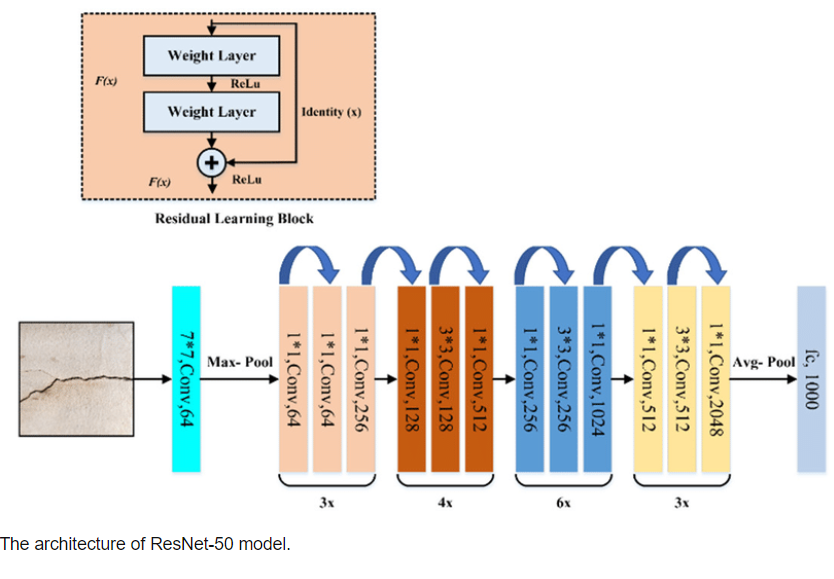 Weight Layer
F(x)
ReLu
Weight Layer
Identity (x)
+
F(x)
ReLu
Residual Learning Block
7*7,Conv,64
Max- Pool
1*1,Conv,64
1*1,Conv,64
1*1,Conv,256
1*1,Conv,128
3*3,Conv,128
1*1,Conv,512
1*1,Conv,256
3*3,Conv,256
1*1,Conv,1024
1*1,Conv,512
3*3,Conv,512
1*1,Conv,2048
Avg- Pool
fc, 1000
3x
4x
6x
3x
The architecture of ResNet-50 model.